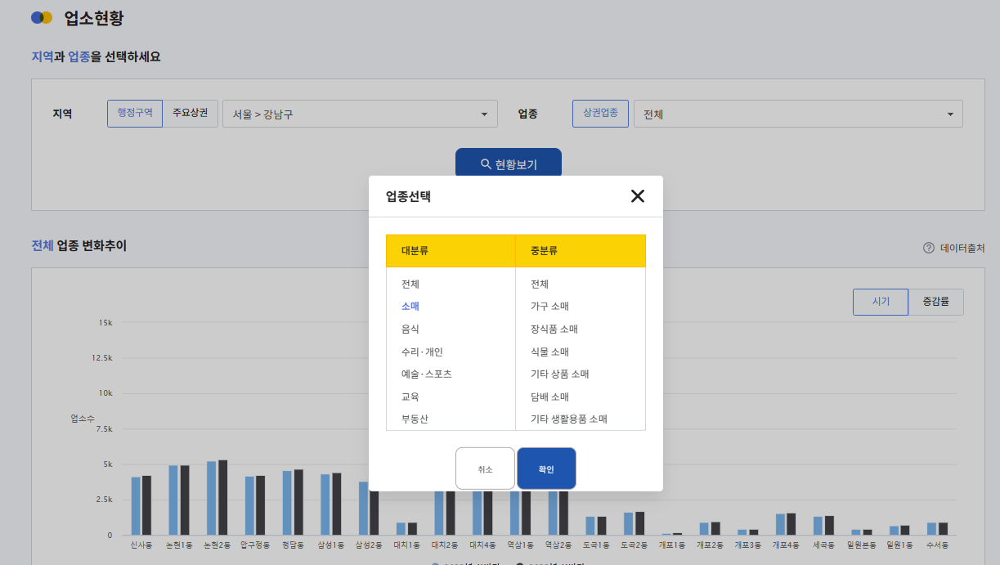 업소현황
지역과 업종을 선택하세요
지역 행정구역 주요상권 서울 > 강남구 업종 상권업종 전체
현황보기
업종선택
대분류 중분류
전체 전체
소매 가구 소매
음식 장식품 소매
수리·개인 식물 소매
예술·스포츠 기타 상품 소매
교육 담배 소매
부동산 기타 생활용품 소매
취소 확인
전체 업종 변화추이
? 데이터출처
시기 증감률
15k
12.5k
10k
업소수
7.5k
5k
2.5k
0
신사동 논현1동 논현2동 압구정동 청담동 삼성1동 삼성2동 대치1동 대치2동 대치4동 역삼1동 역삼2동 도곡1동 도곡2동 개포1동 개포2동 개포3동 개포4동 세곡동 일원본동 일원1동 수서동